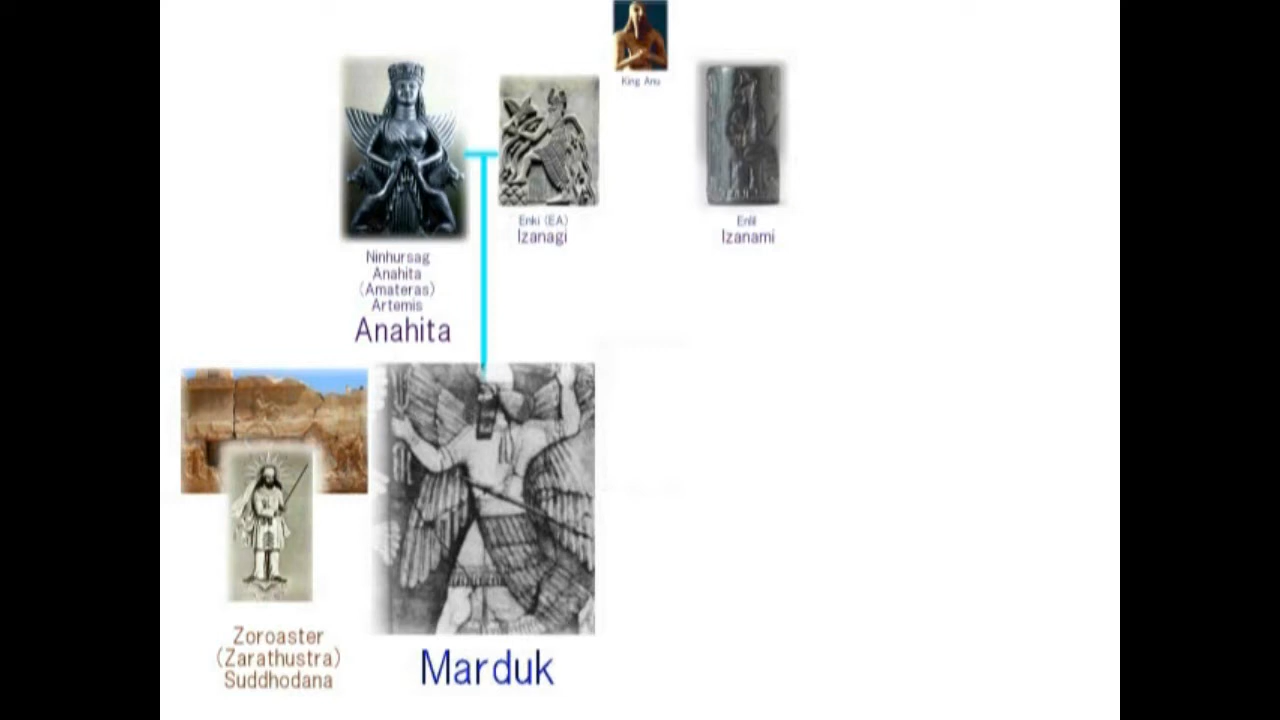 King Anu
Enki (EA)
Izanagi
Enlil
Izanami
Ninhursag
Anahita
(Amateras)
Artemis
Anahita
Zoroaster
(Zarathustra)
Suddhodana
Marduk